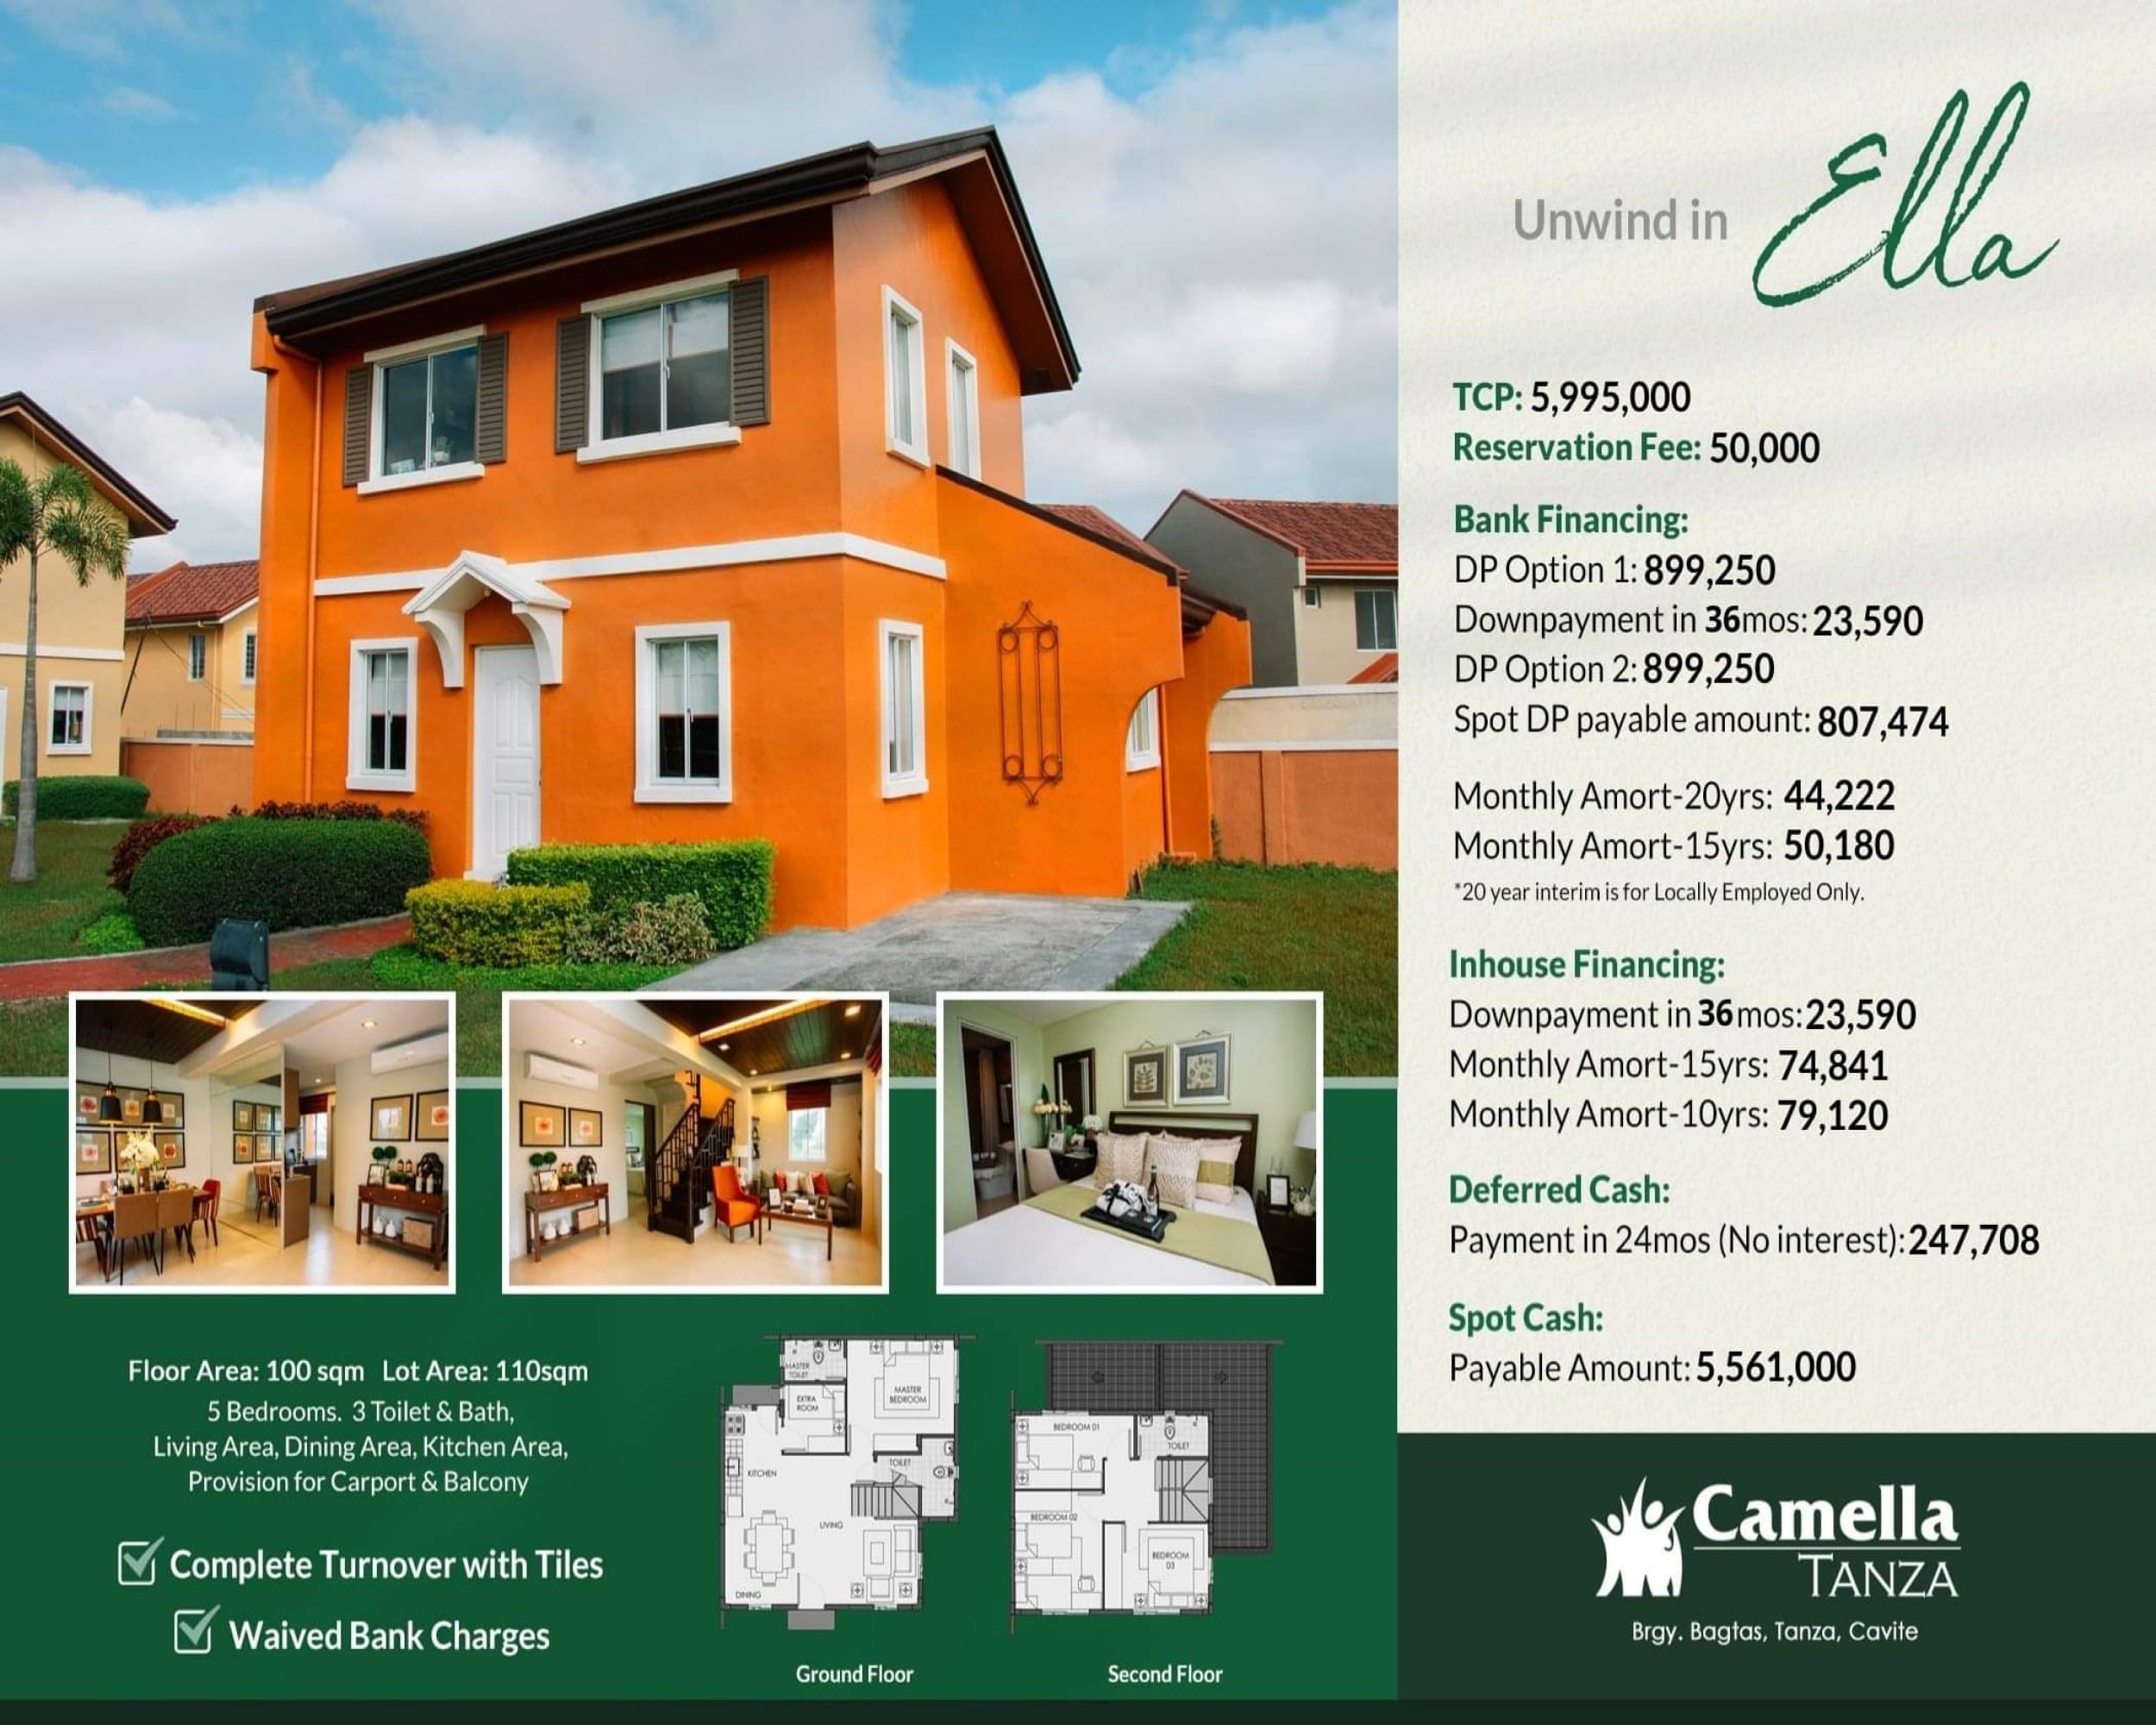 Unwind in Ella
TCP: 5,995,000
Reservation Fee: 50,000
Bank Financing:
DP Option 1: 899,250
Downpayment in 36mos: 23,590
DP Option 2: 899,250
Spot DP payable amount: 807,474
Monthly Amort-20yrs: 44,222
Monthly Amort-15yrs: 50,180
*20 year interim is for Locally Employed Only.
Inhouse Financing:
Downpayment in 36 mos: 23,590
Monthly Amort-15yrs: 74,841
Monthly Amort-10yrs: 79,120
Deferred Cash:
Payment in 24mos (No interest): 247,708
Spot Cash:
Payable Amount: 5,561,000
Floor Area: 100 sqm Lot Area: 110sqm
5 Bedrooms. 3 Toilet & Bath,
Living Area, Dining Area, Kitchen Area,
Provision for Carport & Balcony
Complete Turnover with Tiles
Waived Bank Charges
MASTER
TOILET
EXTRA
ROOM
MASTER
BEDROOM
KITCHEN
TOILET
LIVING
DINING
Ground Floor
BEDROOM 01
TOILET
BEDROOM 02
BEDROOM
03
Second Floor
Camella
TANZA
Brgy. Bagtas, Tanza, Cavite